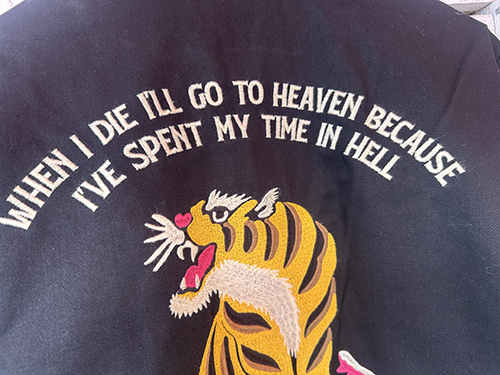 WHEN I DIE I'LL GO TO HEAVEN BECAUSE
I'VE SPENT MY TIME IN HELL